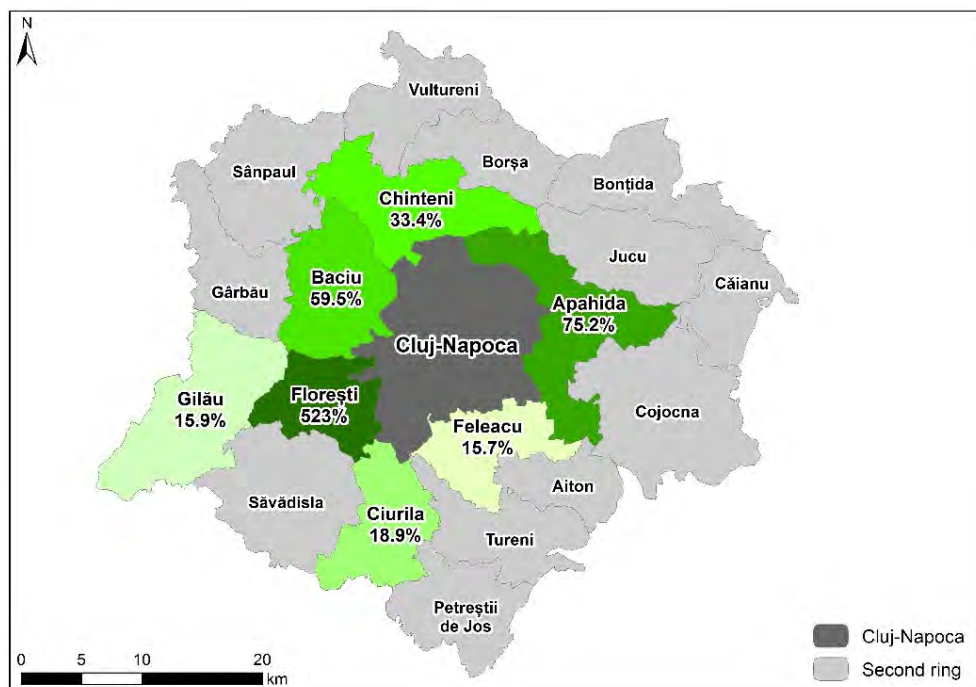 N
Vultureni
Borșa
Sânpaul
Bonțida
Chinteni
33.4%
Jucu
Căianu
Baciu
59.5%
Gârbău
Apahida
75.2%
Cluj-Napoca
Gilău
15.9%
Florești
523%
Feleacu
15.7%
Cojocna
Aiton
Săvădisla
Ciurila
18.9%
Tureni
Petreștii
de Jos
Cluj-Napoca
Second ring
0 5 10 20
km